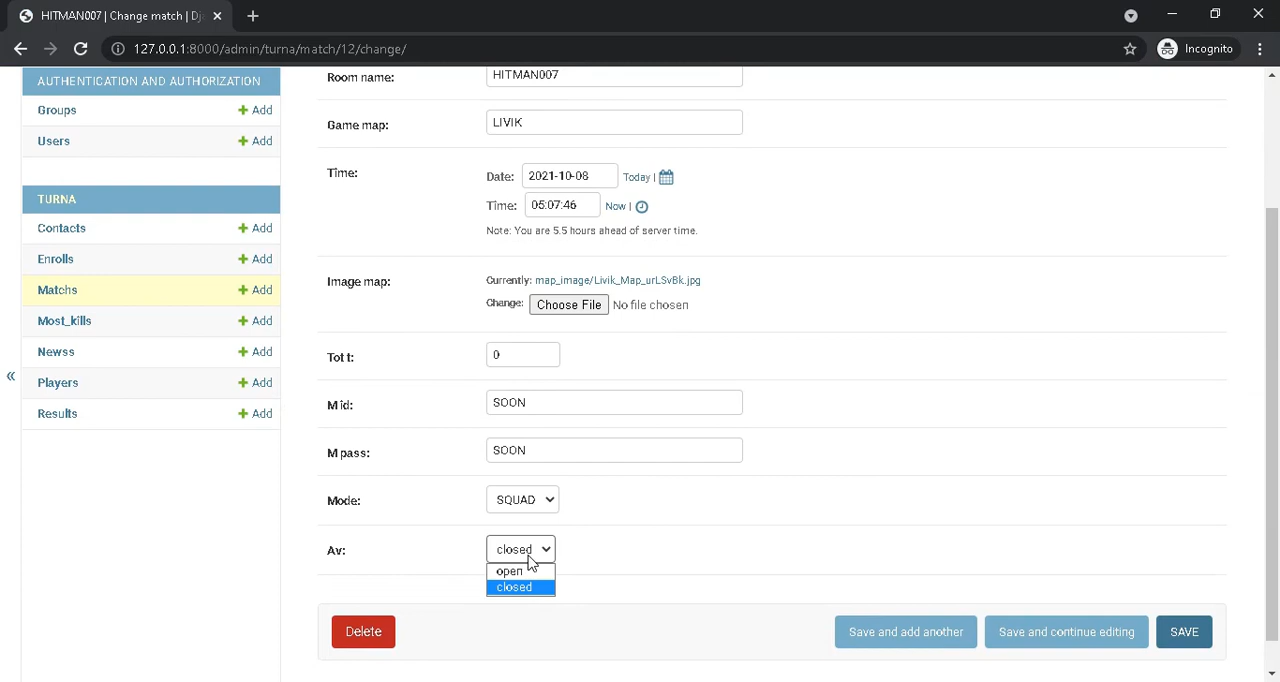 HITMAN007 | Change match | Dj
127.0.0.1:8000/admin/turna/match/12/change/
Incognito
AUTHENTICATION AND AUTHORIZATION
Groups + Add
Users + Add
TURNA
Contacts + Add
Enrolls + Add
Matchs + Add
Most_kills + Add
Newss + Add
Players + Add
Results + Add
«
Room name: HITMAN007
Game map: LIVIK
Time: Date: 2021-10-08 Today |
Time: 05:07:46 Now |
Note: You are 5.5 hours ahead of server time.
Image map: Currently: map_image/Livik_Map_urLSvBk.jpg
Change: Choose File No file chosen
Tot t: 0
M id: SOON
M pass: SOON
Mode: SQUAD
Av: closed
open
closed
Delete Save and add another Save and continue editing SAVE